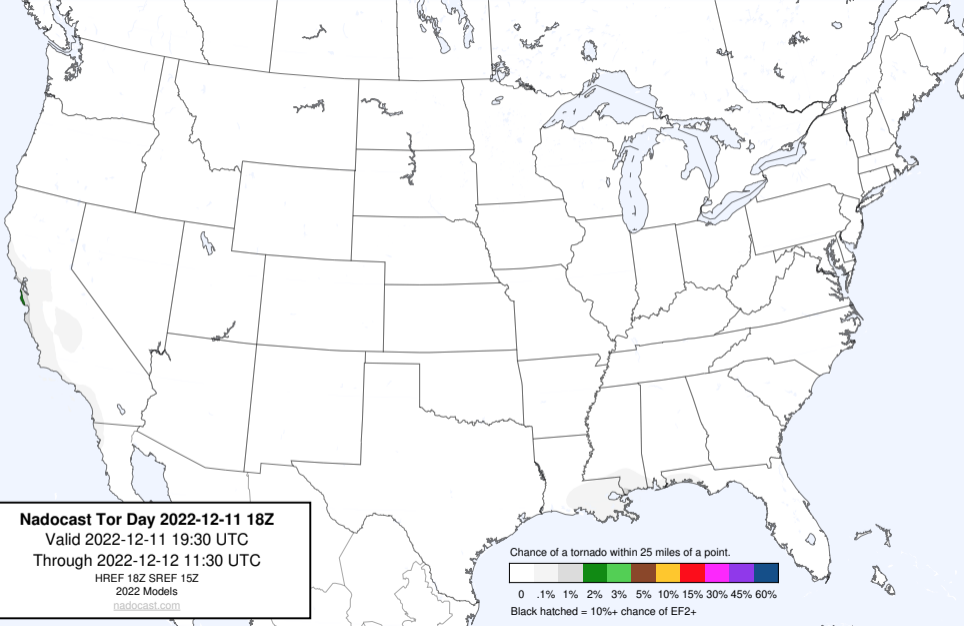 Nadocast Tor Day 2022-12-11 18Z
Valid 2022-12-11 19:30 UTC
Through 2022-12-12 11:30 UTC
HREF 18Z SREF 15Z
2022 Models
nadocast.com
Chance of a tornado within 25 miles of a point.
0 .1% 1% 2% 3% 5% 10% 15% 30% 45% 60%
Black hatched = 10%+ chance of EF2+